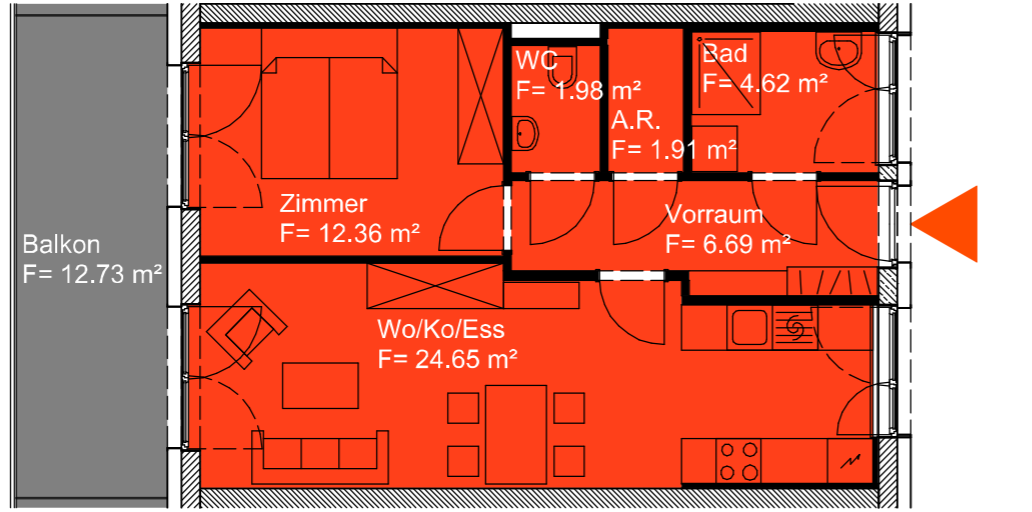 WC
F= 1.98 m²
Bad
F= 4.62 m²
A.R.
F= 1.91 m²
Zimmer
F= 12.36 m²
Vorraum
F= 6.69 m²
Balkon
F= 12.73 m²
Wo/Ko/Ess
F= 24.65 m²